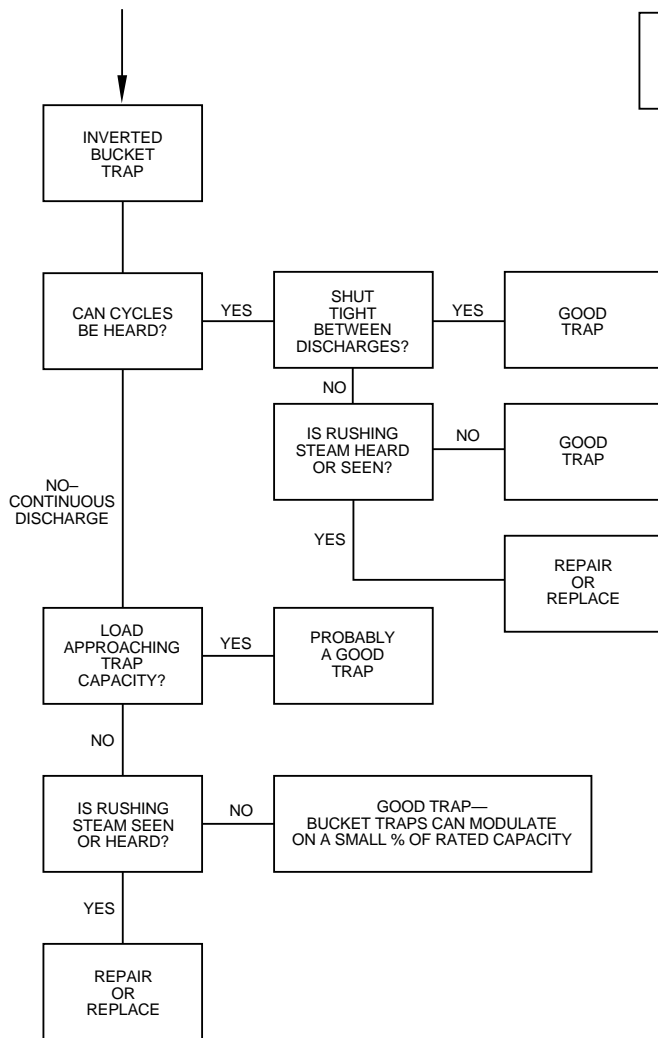 INVERTED
BUCKET
TRAP
CAN CYCLES
BE HEARD?
YES
SHUT
TIGHT
BETWEEN
DISCHARGES?
YES
GOOD
TRAP
NO
IS RUSHING
STEAM HEARD
OR SEEN?
NO
GOOD
TRAP
NO–
CONTINUOUS
DISCHARGE
YES
REPAIR
OR
REPLACE
LOAD
APPROACHING
TRAP
CAPACITY?
YES
PROBABLY
A GOOD
TRAP
NO
IS RUSHING
STEAM SEEN
OR HEARD?
NO
GOOD TRAP—
BUCKET TRAPS CAN MODULATE
ON A SMALL % OF RATED CAPACITY
YES
REPAIR
OR
REPLACE